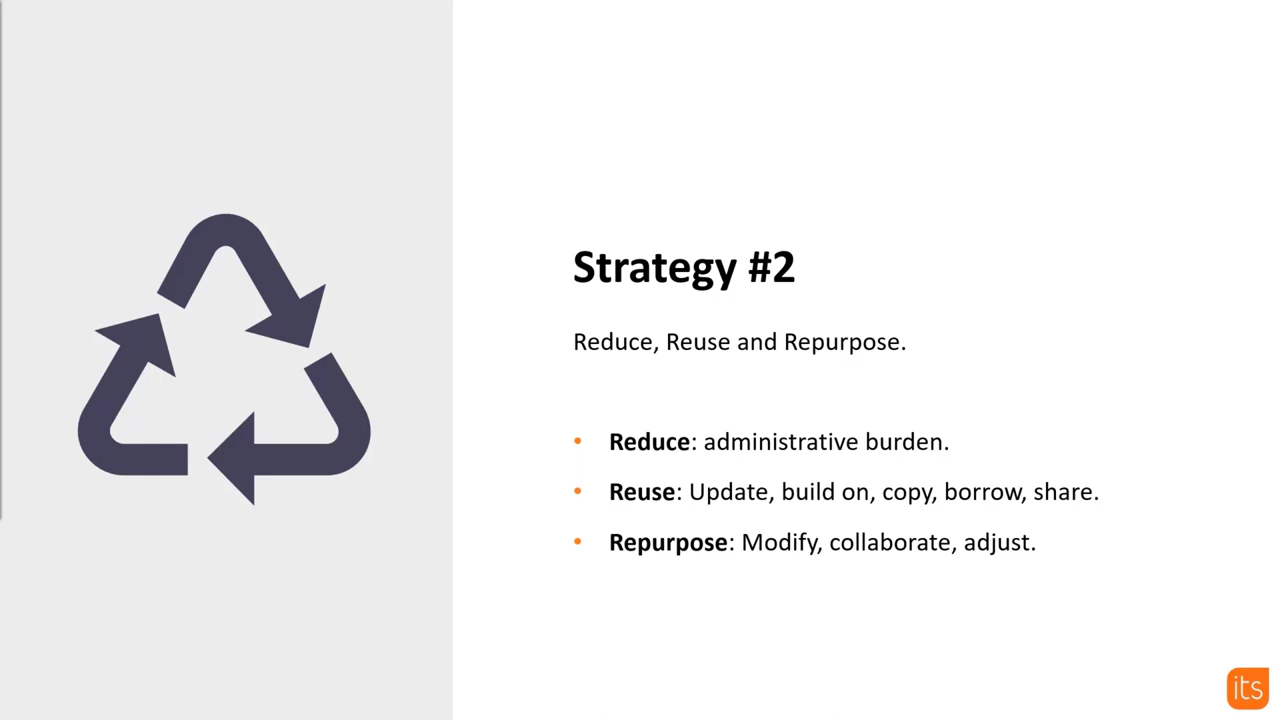 Strategy #2
Reduce, Reuse and Repurpose.
• Reduce: administrative burden.
• Reuse: Update, build on, copy, borrow, share.
• Repurpose: Modify, collaborate, adjust.
its